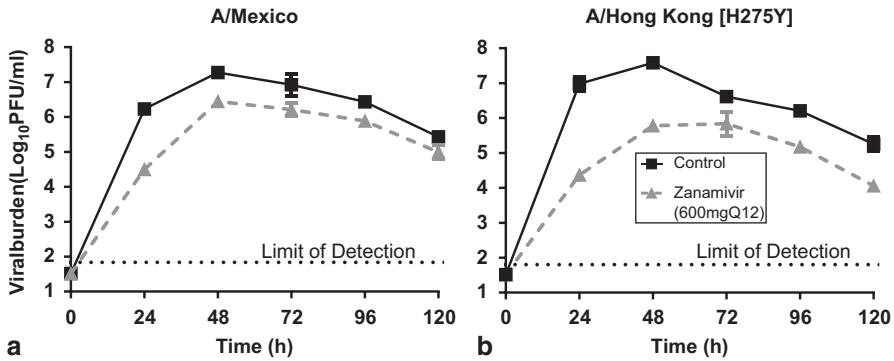 A/Mexico
Viralburden(Log10PFU/ml)
8
7
6
5
4
3
2
1
Limit of Detection
0 24 48 72 96 120
Time (h)
a
A/Hong Kong [H275Y]
8
7
6
5
4
3
2
1
Control
Zanamivir
(600mgQ12)
Limit of Detection
0 24 48 72 96 120
Time (h)
b